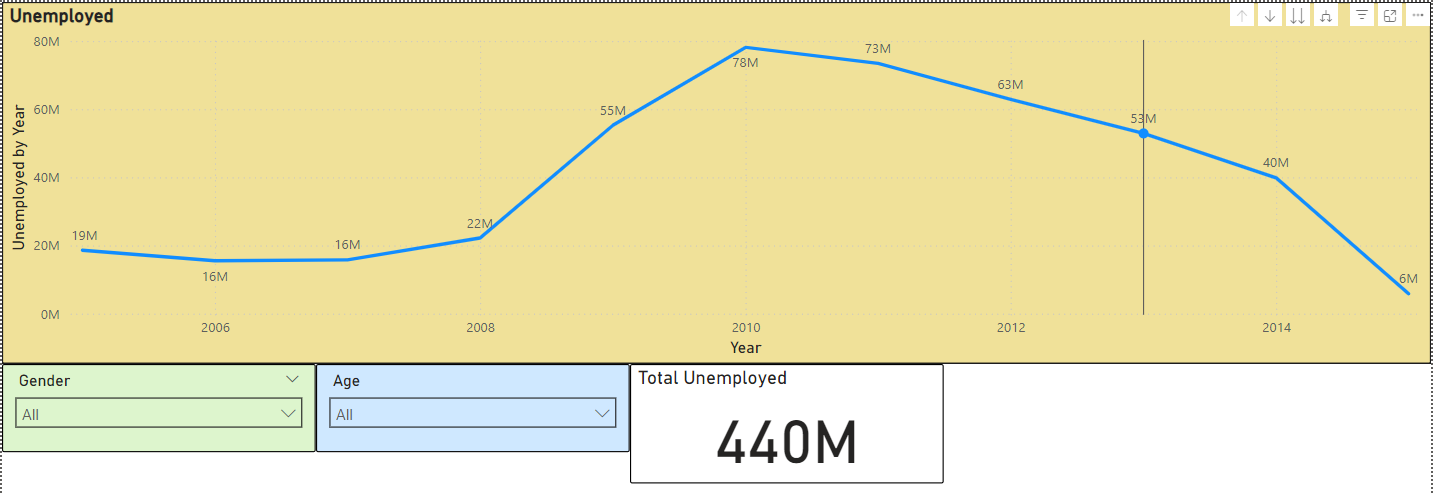 Unemployed
80M
60M
40M
20M
0M
Unemployed by Year
19M
16M
16M
22M
55M
78M
73M
63M
53M
40M
6M
2006
2008
2010
2012
2014
Year
Gender
All
Age
All
Total Unemployed
440M